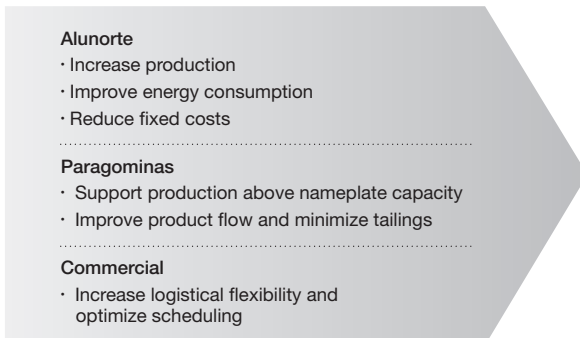 Alunorte
· Increase production
· Improve energy consumption
· Reduce fixed costs
Paragominas
· Support production above nameplate capacity
· Improve product flow and minimize tailings
Commercial
· Increase logistical flexibility and
optimize scheduling